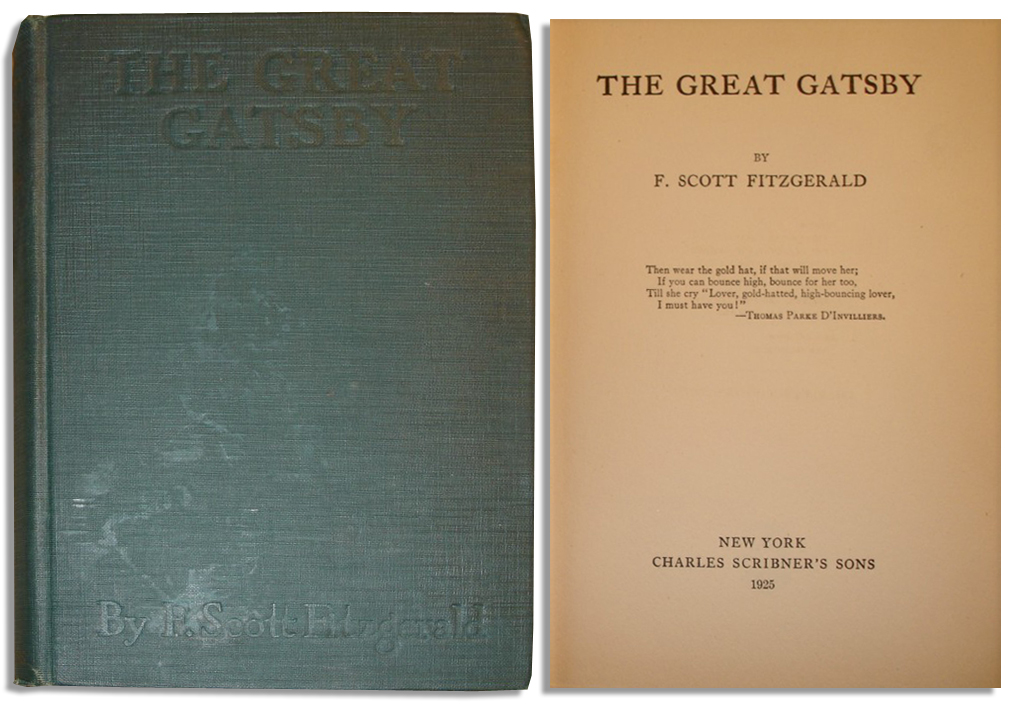 THE GREAT
GATSBY
By F. Scott Fitzgerald
THE GREAT GATSBY
BY
F. SCOTT FITZGERALD
Then wear the gold hat, if that will move her;
If you can bounce high, bounce for her too,
Till she cry "Lover, gold-hatted, high-bouncing lover,
I must have you!"
—THOMAS PARKE D'INVILLIERS.
NEW YORK
CHARLES SCRIBNER'S SONS
1925